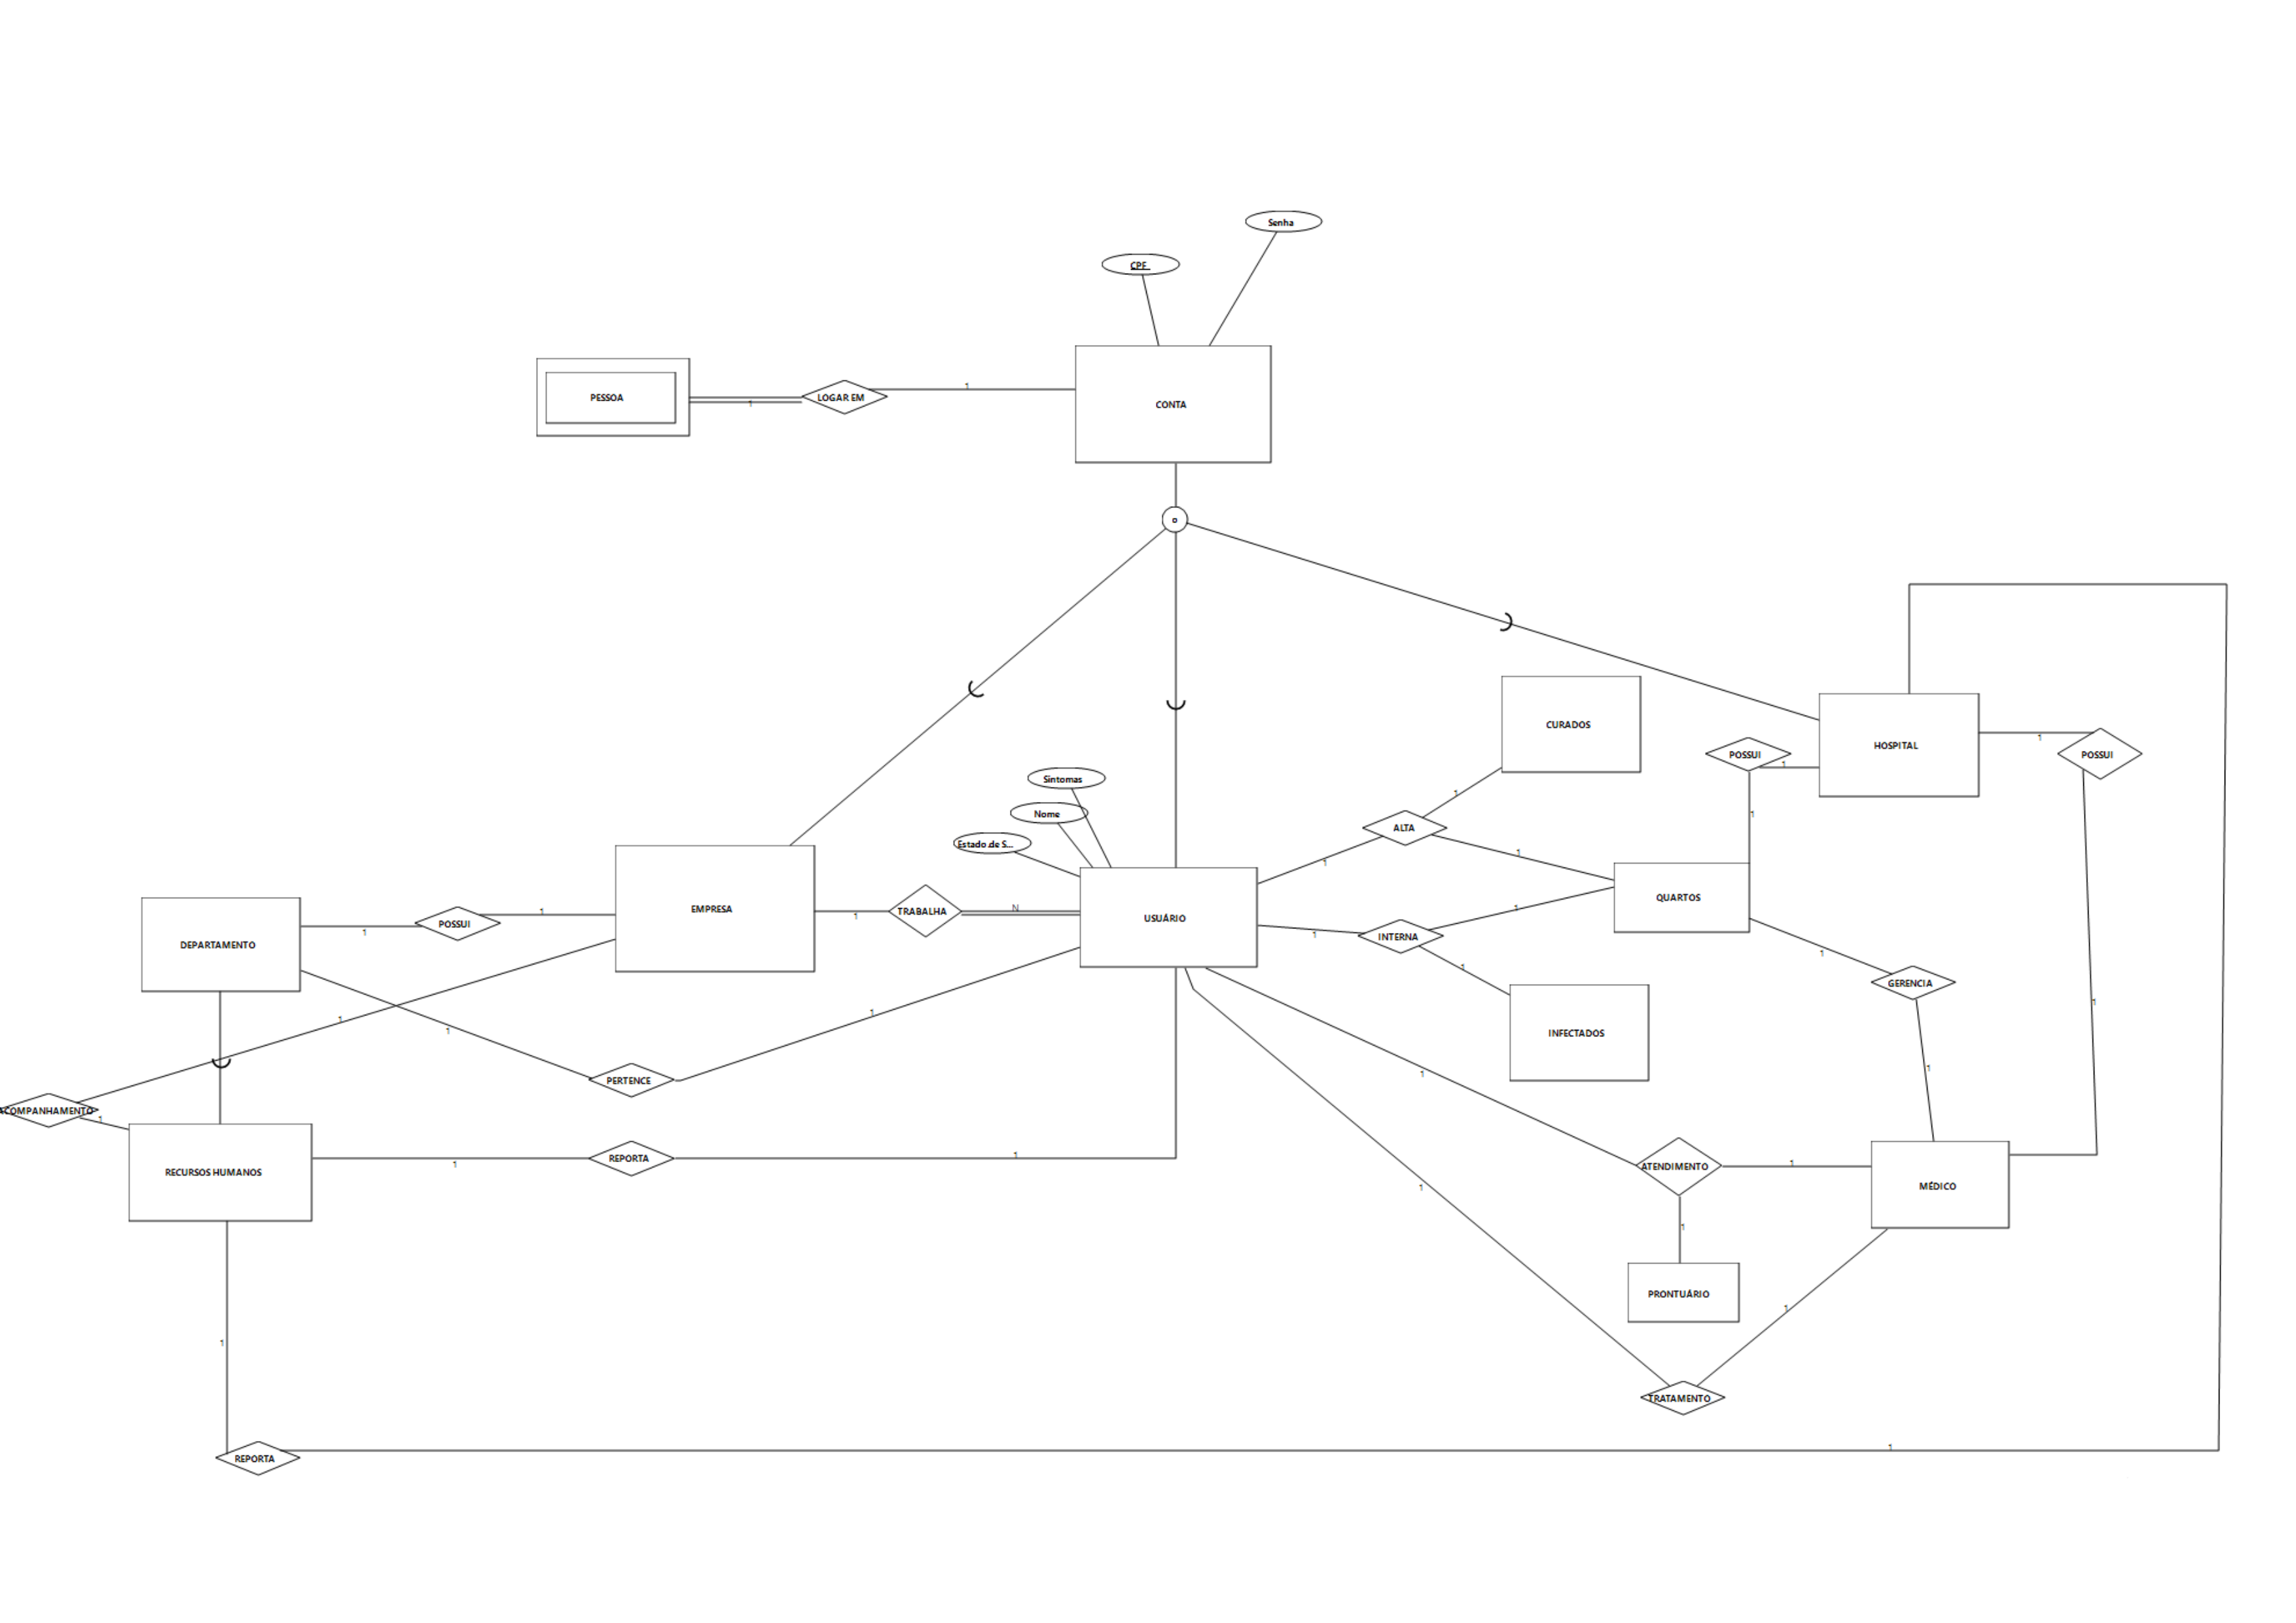 Senha
CPF
PESSOA
1
LOGAR EM
1
CONTA
o
CURADOS
HOSPITAL
POSSUI
1
1
POSSUI
1
Sintomas
Nome
Estado de S...
1
ALTA
1
1
QUARTOS
EMPRESA
1
TRABALHA
N
USUÁRIO
1
INTERNA
1
1
INFECTADOS
DEPARTAMENTO
1
POSSUI
1
1
GERENCIA
1
1
1
1
1
PERTENCE
1
ACOMPANHAMENTO
1
RECURSOS HUMANOS
1
REPORTA
1
1
ATENDIMENTO
1
MÉDICO
1
1
PRONTUÁRIO
1
TRATAMENTO
1
REPORTA
1